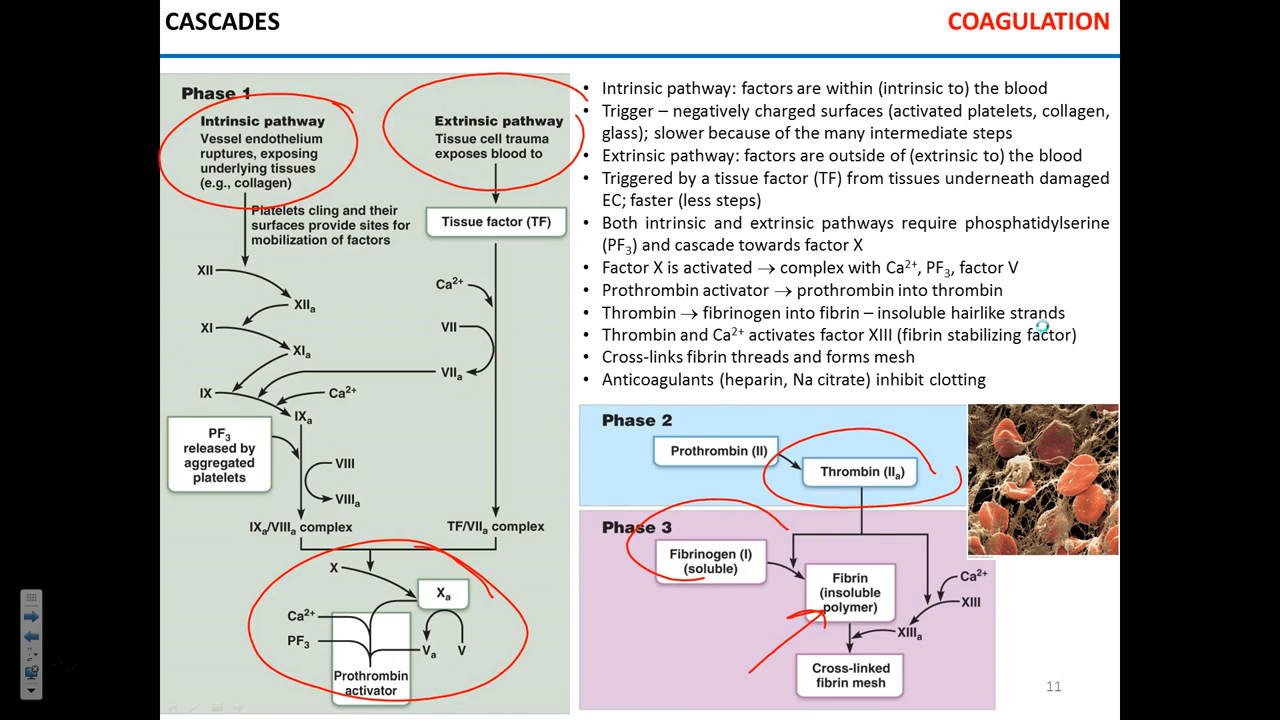 CASCADES
COAGULATION
Phase 1
Intrinsic pathway
Vessel endothelium
ruptures, exposing
underlying tissues
(e.g., collagen)
Extrinsic pathway
Tissue cell trauma
exposes blood to
Platelets cling and their
surfaces provide sites for
mobilization of factors
Tissue factor (TF)
XII
XIIa
Ca2+
XI
VII
XIa
VIIa
IX
Ca2+
IXa
PF3
released by
aggregated
platelets
VIII
VIIIa
IXa/VIIIa complex
TF/VIIa complex
X
Xa
Ca2+
PF3
Va
V
Prothrombin
activator
• Intrinsic pathway: factors are within (intrinsic to) the blood
• Trigger – negatively charged surfaces (activated platelets, collagen,
glass); slower because of the many intermediate steps
• Extrinsic pathway: factors are outside of (extrinsic to) the blood
• Triggered by a tissue factor (TF) from tissues underneath damaged
EC; faster (less steps)
• Both intrinsic and extrinsic pathways require phosphatidylserine
(PF3) and cascade towards factor X
• Factor X is activated → complex with Ca2+, PF3, factor V
• Prothrombin activator → prothrombin into thrombin
• Thrombin → fibrinogen into fibrin – insoluble hairlike strands
• Thrombin and Ca2+ activates factor XIII (fibrin stabilizing factor)
• Cross-links fibrin threads and forms mesh
• Anticoagulants (heparin, Na citrate) inhibit clotting
Phase 2
Prothrombin (II)
Thrombin (IIa)
Phase 3
Fibrinogen (I)
(soluble)
Fibrin
(insoluble
polymer)
Ca2+
XIII
XIIIa
Cross-linked
fibrin mesh
11